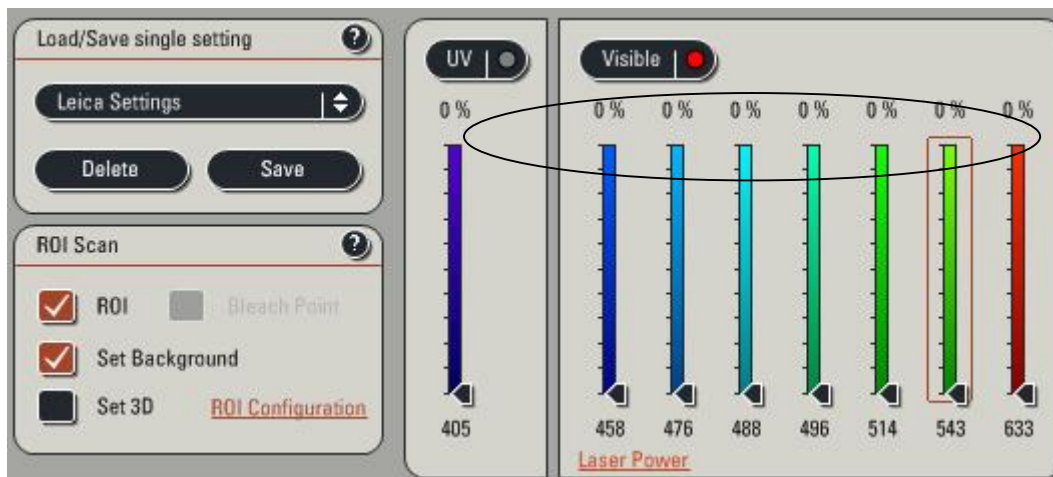 Load/Save single setting ?
Leica Settings
Delete Save
ROI Scan ?
ROI Bleach Point
Set Background
Set 3D ROI Configuration
UV
0 %
405
Visible
0 % 0 % 0 % 0 % 0 % 0 % 0 %
458 476 488 496 514 543 633
Laser Power